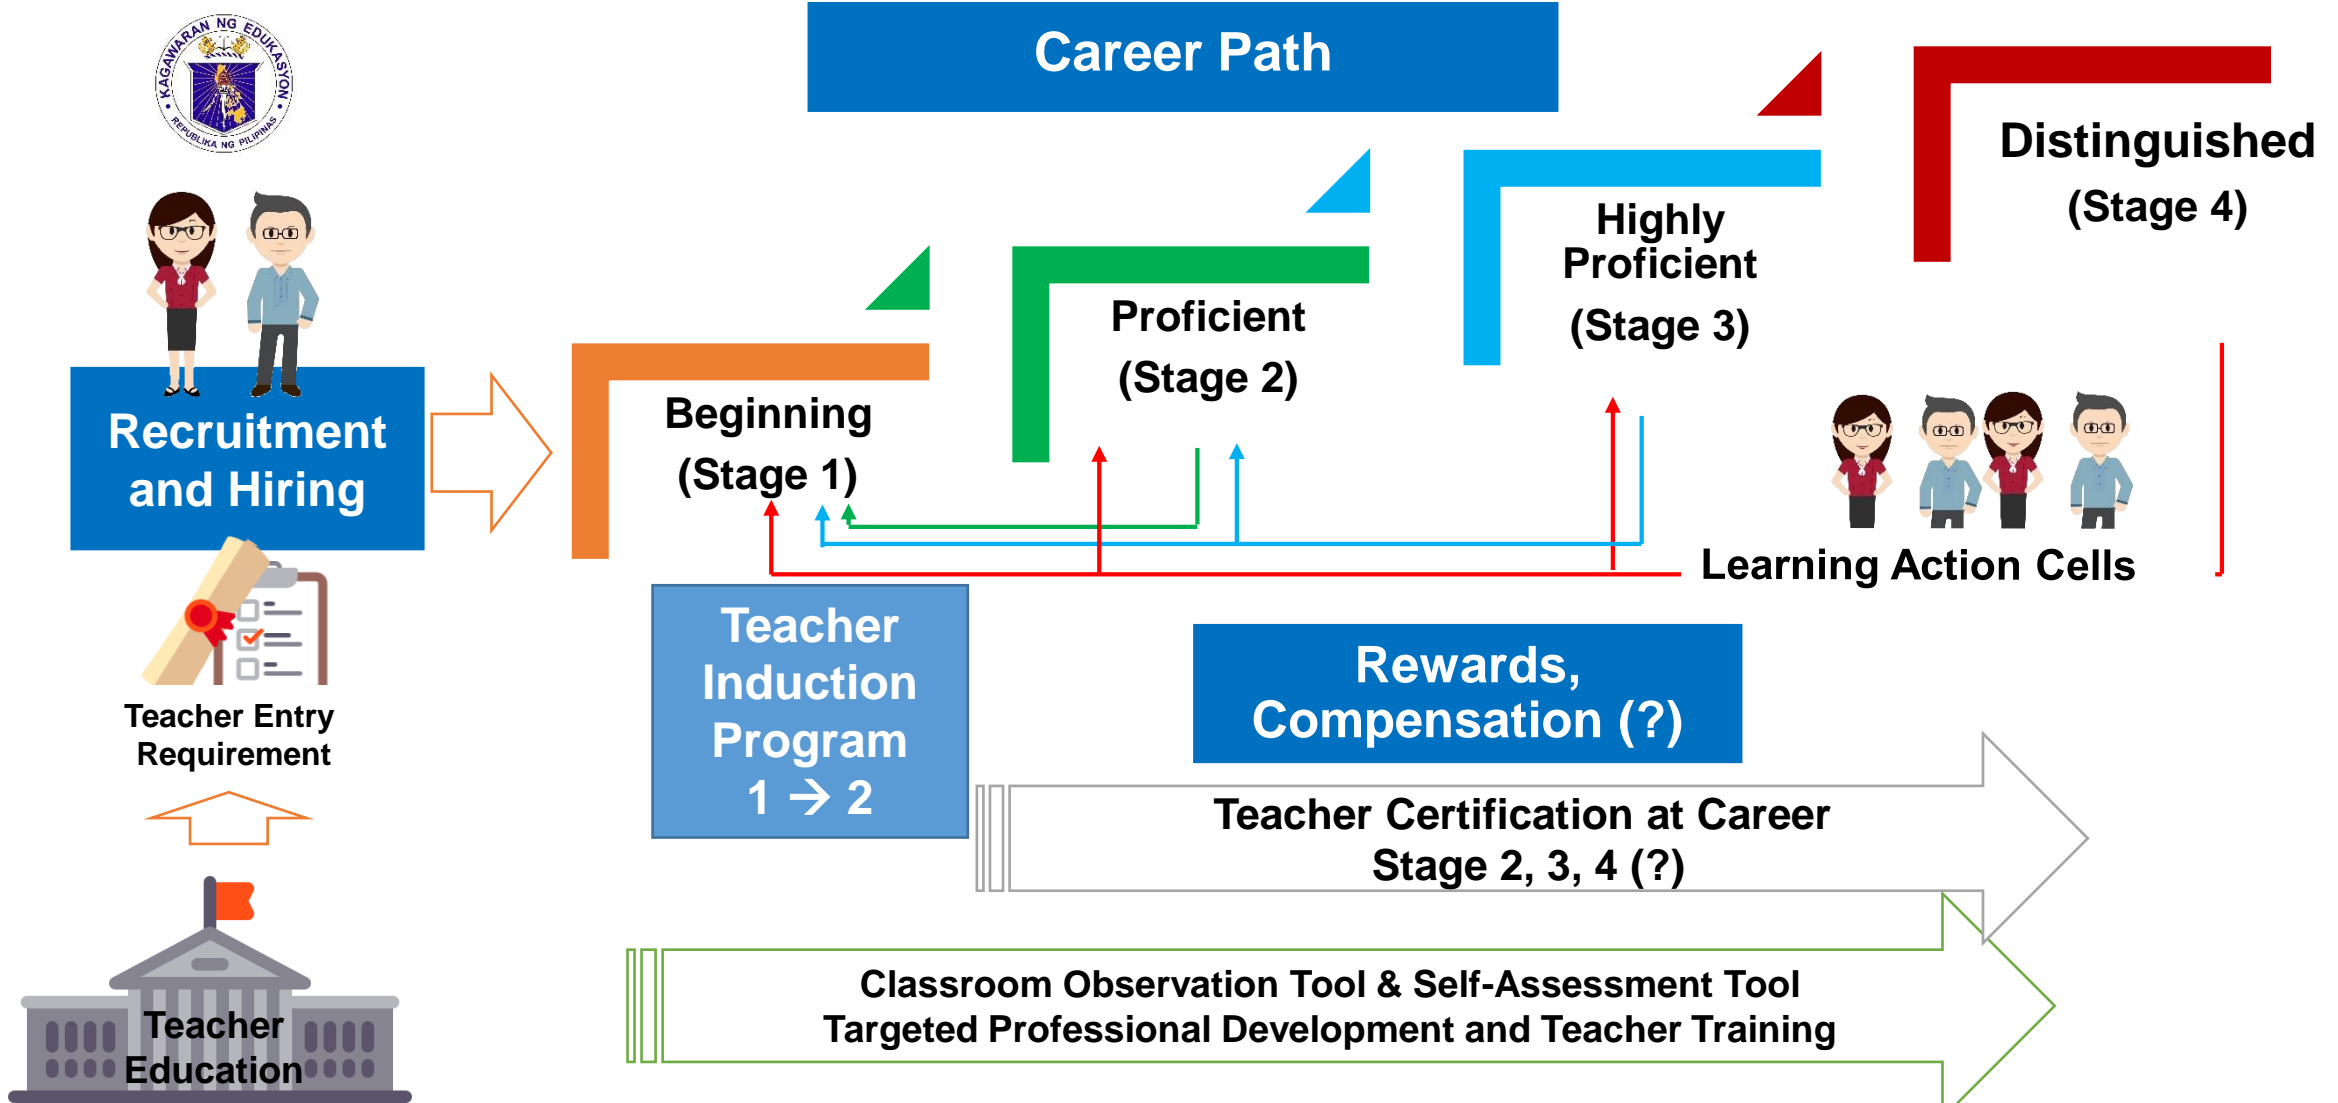 KAGAWARAN NG EDUKASYON
REPUBLIKA NG PILIPINAS
Career Path
Distinguished
(Stage 4)
Highly
Proficient
(Stage 3)
Proficient
(Stage 2)
Beginning
(Stage 1)
Recruitment
and Hiring
Learning Action Cells
Teacher
Induction
Program
1 → 2
Rewards,
Compensation (?)
Teacher Entry
Requirement
Teacher Certification at Career
Stage 2, 3, 4 (?)
Classroom Observation Tool & Self-Assessment Tool
Targeted Professional Development and Teacher Training
Teacher
Education